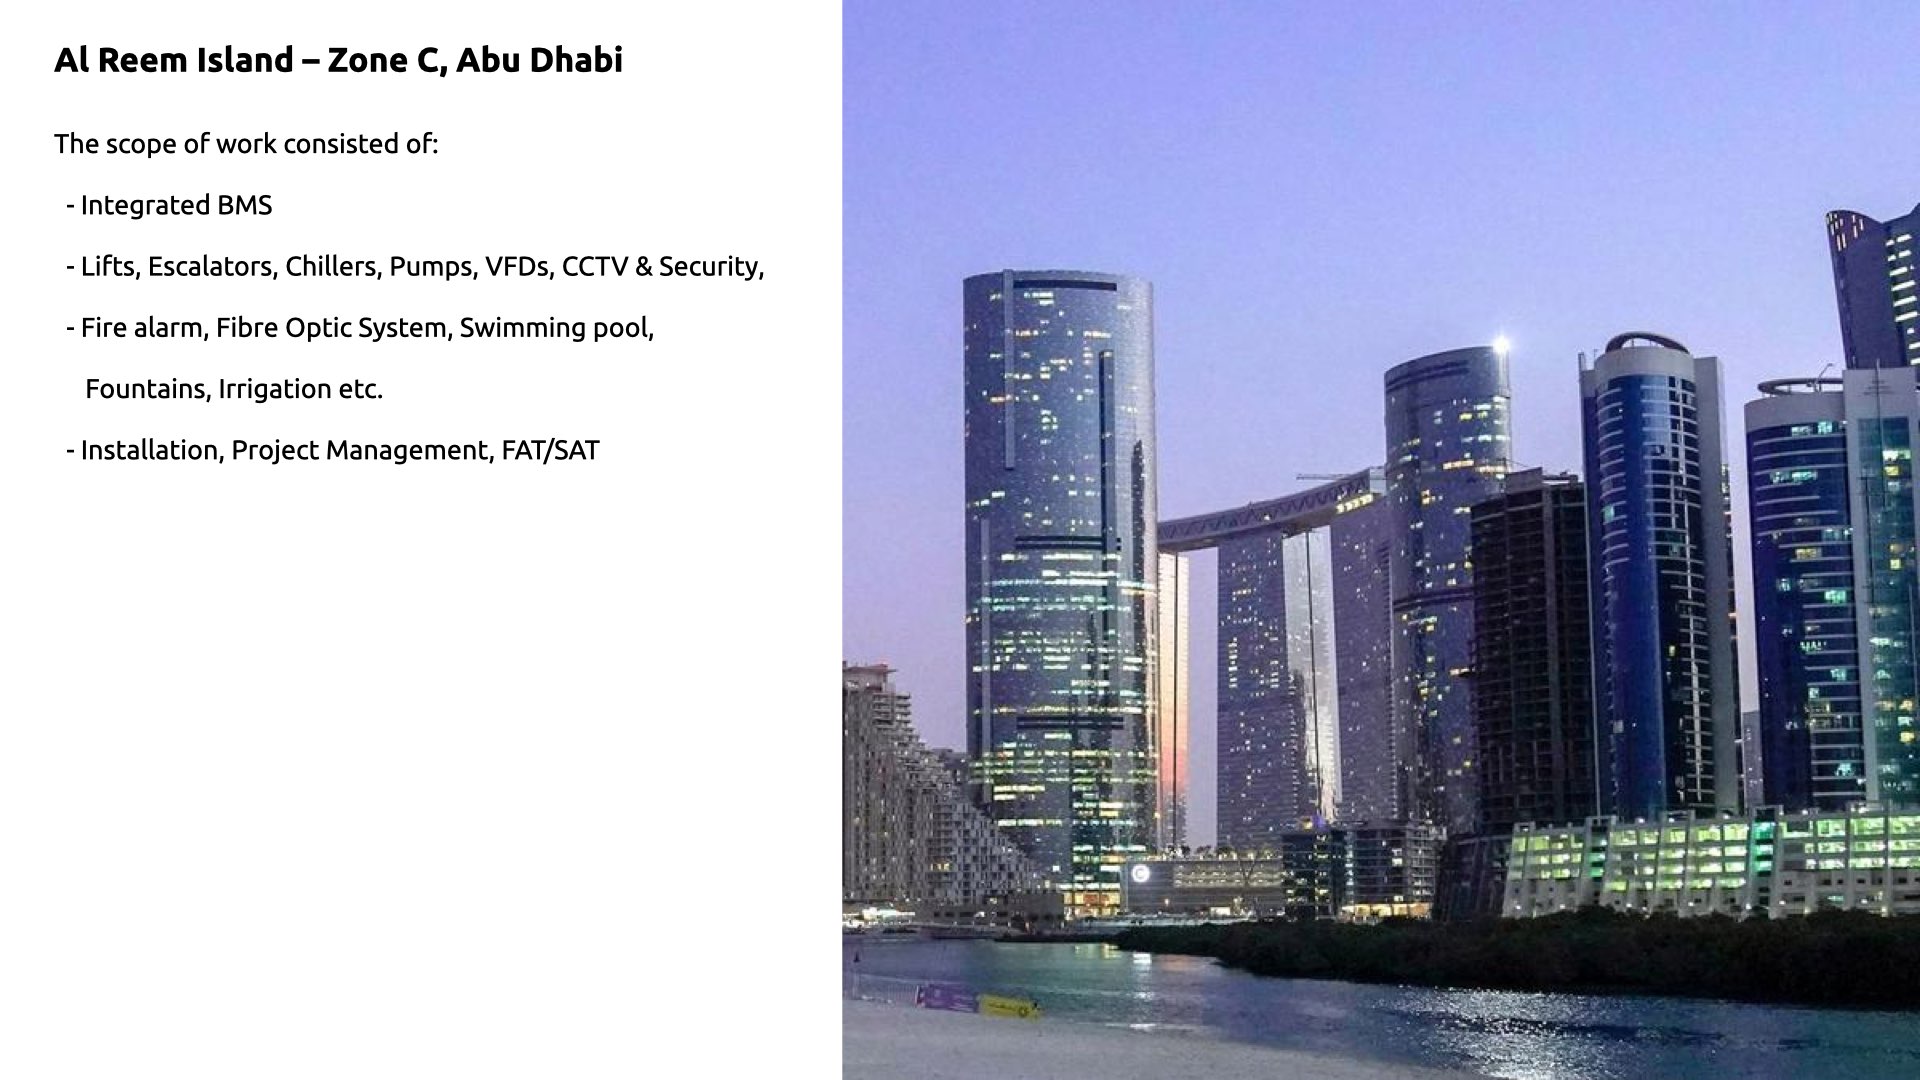 Al Reem Island – Zone C, Abu Dhabi
The scope of work consisted of:
- Integrated BMS
- Lifts, Escalators, Chillers, Pumps, VFDs, CCTV & Security,
- Fire alarm, Fibre Optic System, Swimming pool,
Fountains, Irrigation etc.
- Installation, Project Management, FAT/SAT